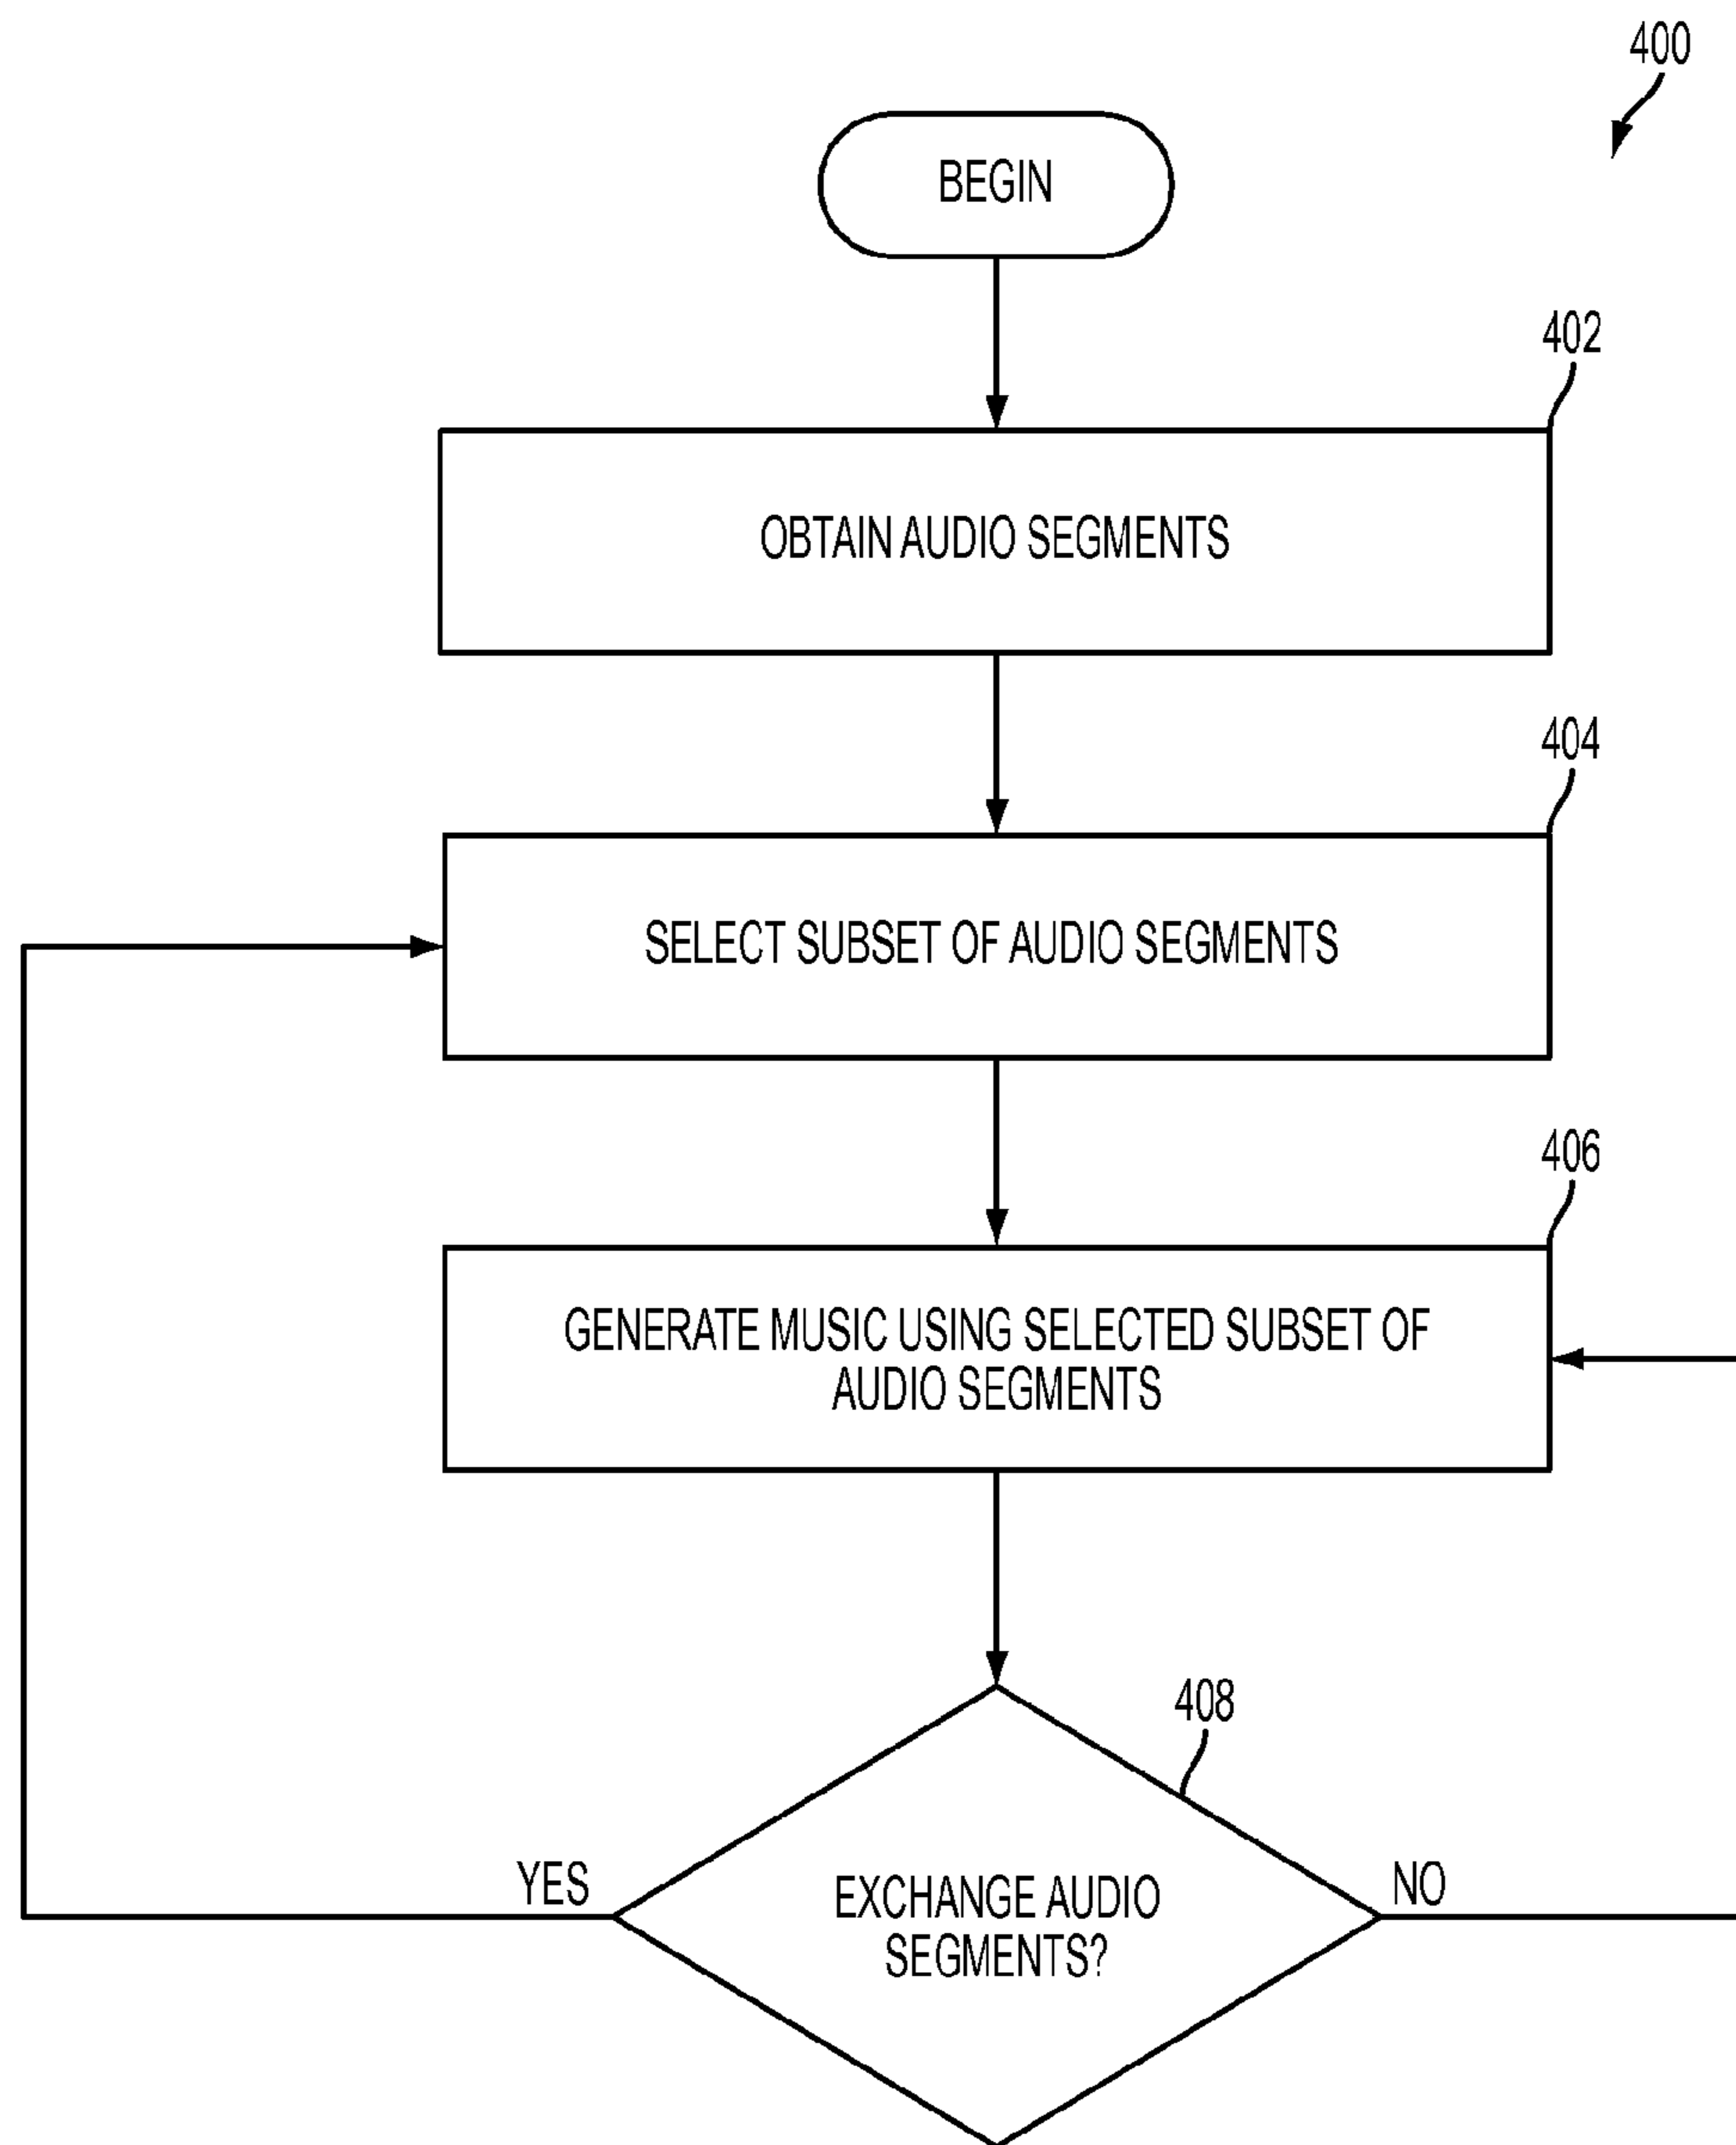 400
BEGIN
402
OBTAIN AUDIO SEGMENTS
404
SELECT SUBSET OF AUDIO SEGMENTS
406
GENERATE MUSIC USING SELECTED SUBSET OF
AUDIO SEGMENTS
408
YES
NO
EXCHANGE AUDIO
SEGMENTS?